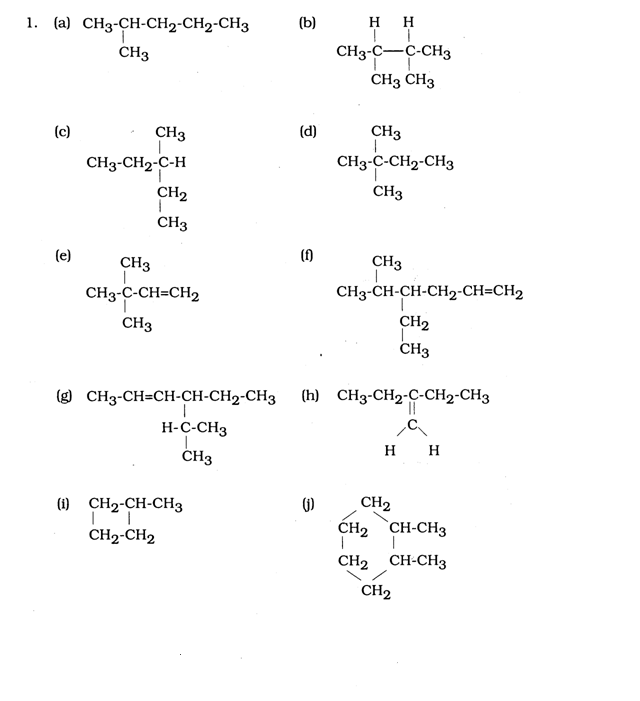 1. (a) CH3-CH-CH2-CH2-CH3
|
CH3
(b) H H
| |
CH3-C—C-CH3
| |
CH3 CH3
(c) CH3
|
CH3-CH2-C-H
|
CH2
|
CH3
(d) CH3
|
CH3-C-CH2-CH3
|
CH3
(e) CH3
|
CH3-C-CH=CH2
|
CH3
(f) CH3
|
CH3-CH-CH-CH2-CH=CH2
|
CH2
|
CH3
(g) CH3-CH=CH-CH-CH2-CH3
|
H-C-CH3
|
CH3
(h) CH3-CH2-C-CH2-CH3
||
C
H H
(i) CH2-CH-CH3
| |
CH2-CH2
(j) CH2
CH2 CH-CH3
| |
CH2 CH-CH3
CH2